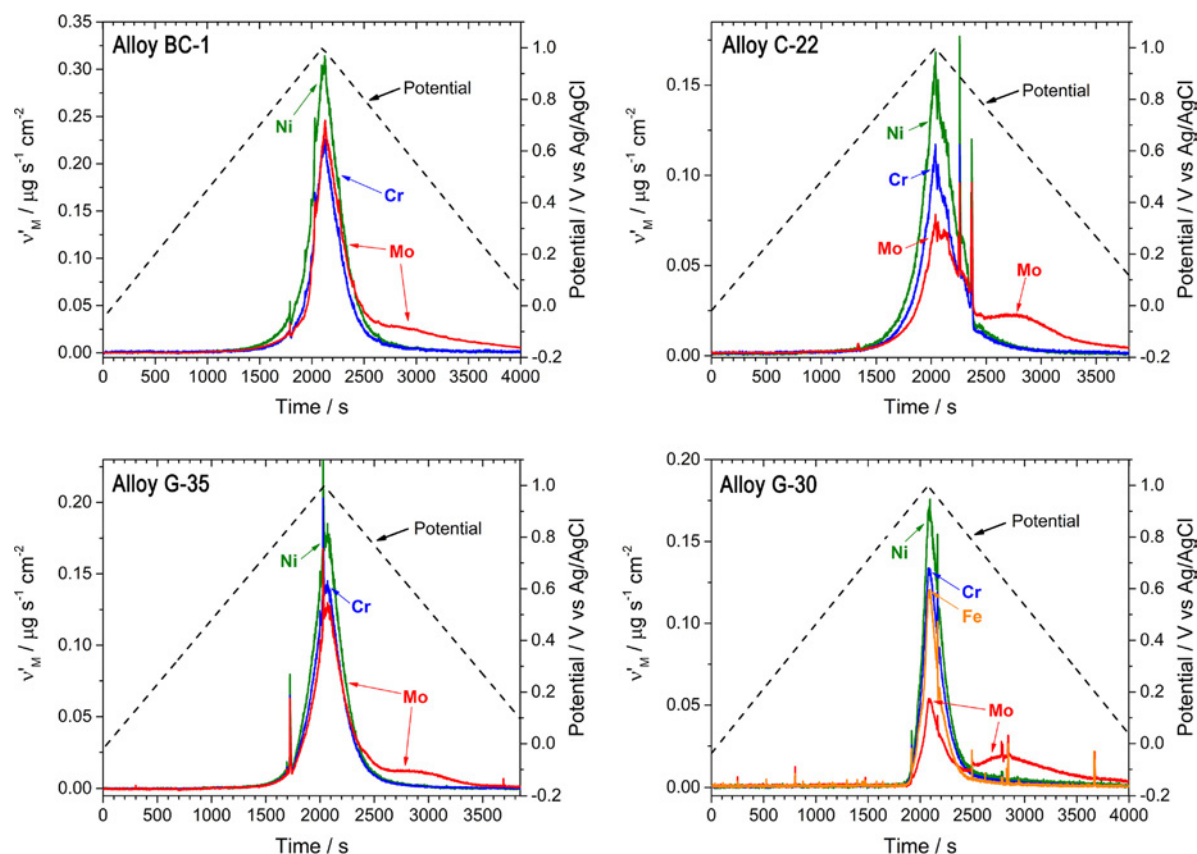 Alloy BC-1
0.35
0.30
0.25
0.20
0.15
0.10
0.05
0.00
ν'M / μg s⁻¹ cm⁻²
Ni
Cr
Mo
Potential
1.0
0.8
0.6
0.4
0.2
0.0
-0.2
Potential / V vs Ag/AgCl
0 500 1000 1500 2000 2500 3000 3500 4000
Time / s
Alloy C-22
0.15
0.10
0.05
0.00
ν'M / μg s⁻¹ cm⁻²
Ni
Cr
Mo
Mo
Potential
1.0
0.8
0.6
0.4
0.2
0.0
-0.2
Potential / V vs Ag/AgCl
0 500 1000 1500 2000 2500 3000 3500
Time / s
Alloy G-35
0.20
0.15
0.10
0.05
0.00
ν'M / μg s⁻¹ cm⁻²
Ni
Cr
Mo
Potential
1.0
0.8
0.6
0.4
0.2
0.0
-0.2
Potential / V vs Ag/AgCl
0 500 1000 1500 2000 2500 3000 3500
Time / s
Alloy G-30
0.20
0.15
0.10
0.05
0.00
ν'M / μg s⁻¹ cm⁻²
Ni
Cr
Fe
Mo
Potential
1.0
0.8
0.6
0.4
0.2
0.0
-0.2
Potential / V vs Ag/AgCl
0 500 1000 1500 2000 2500 3000 3500 4000
Time / s